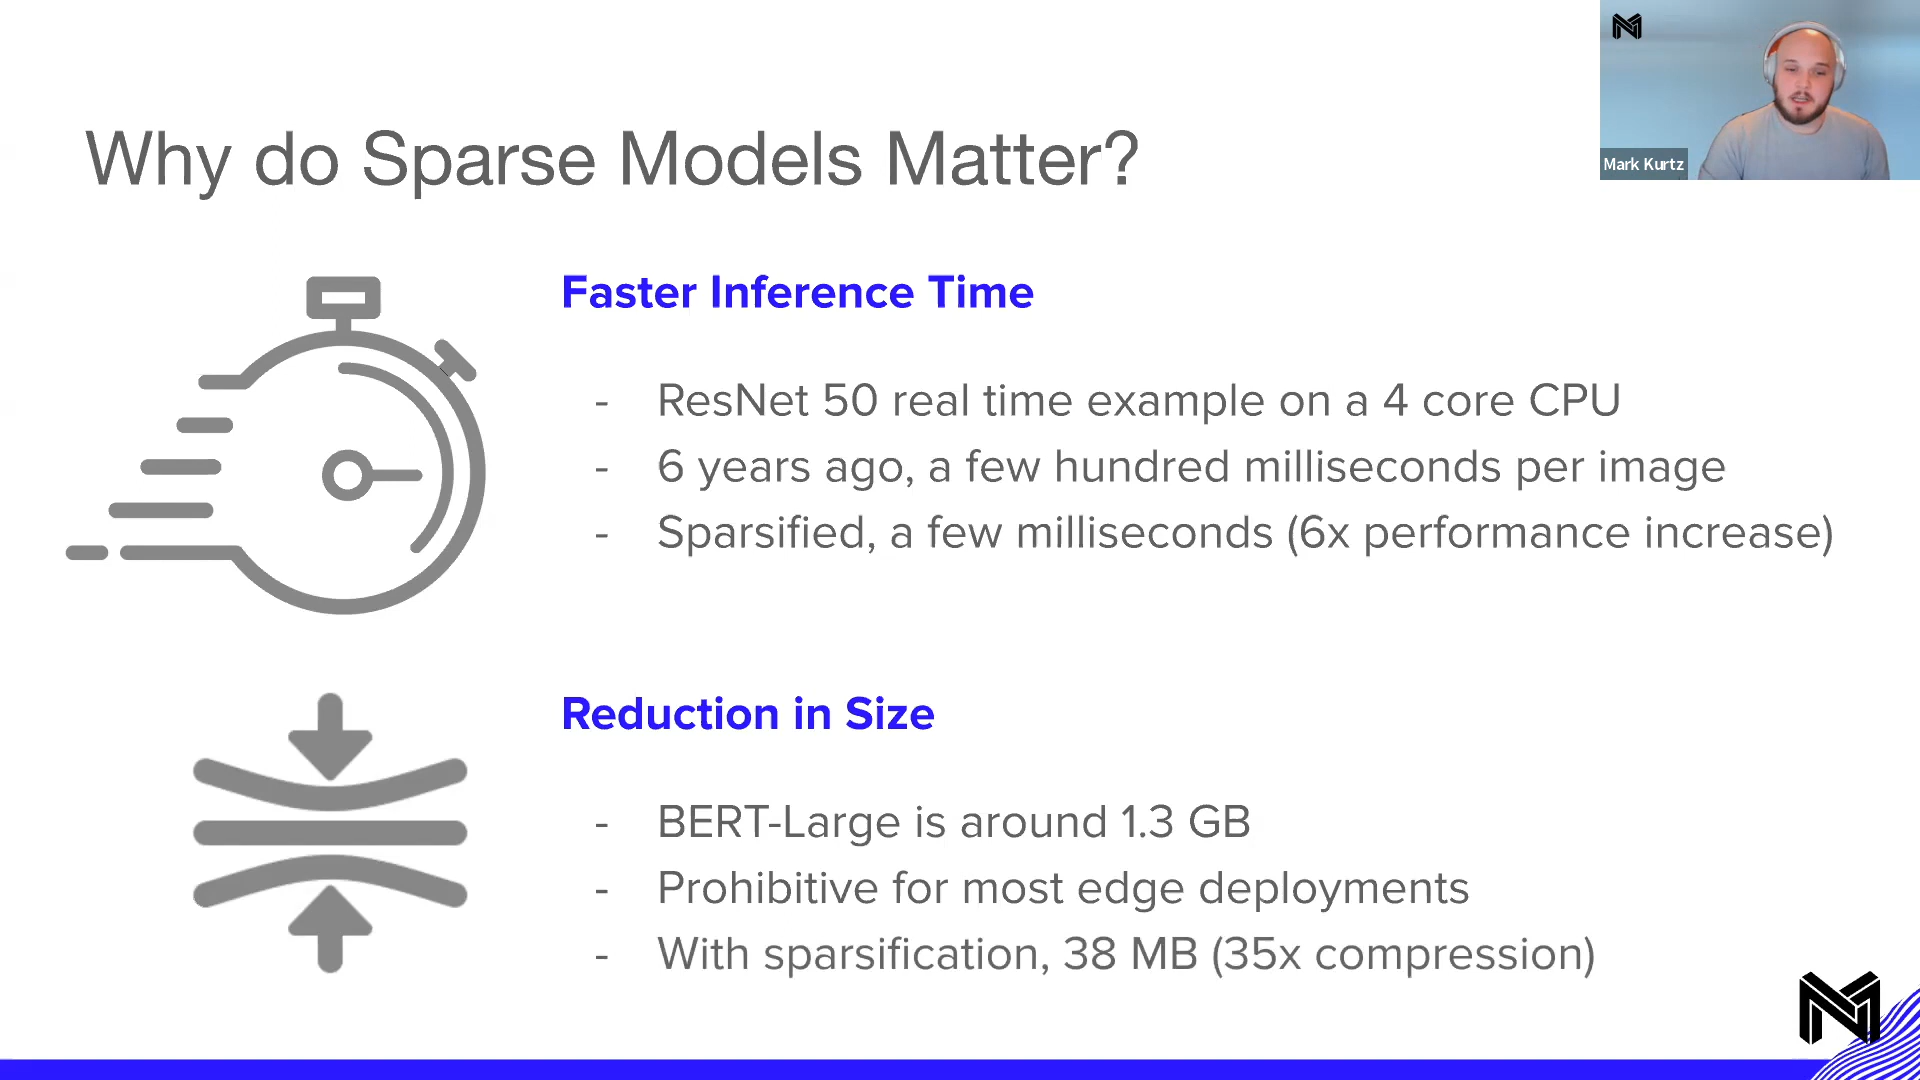 Why do Sparse Models Matter?
Mark Kurtz
Faster Inference Time
- ResNet 50 real time example on a 4 core CPU
- 6 years ago, a few hundred milliseconds per image
- Sparsified, a few milliseconds (6x performance increase)
Reduction in Size
- BERT-Large is around 1.3 GB
- Prohibitive for most edge deployments
- With sparsification, 38 MB (35x compression)